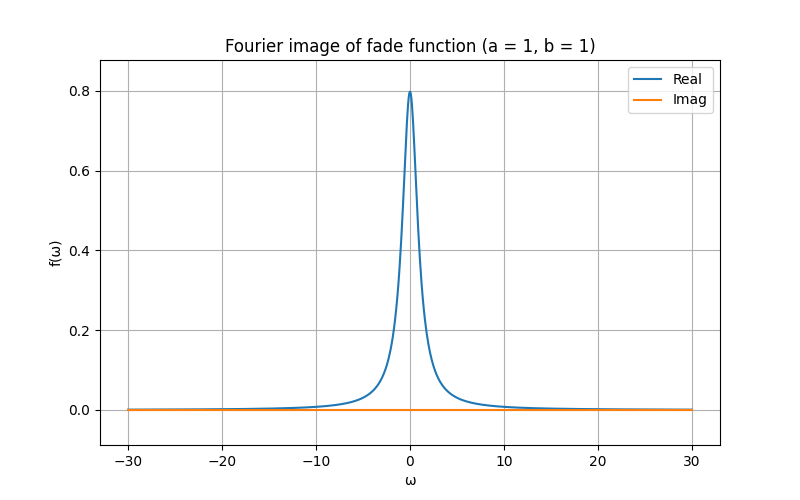 Fourier image of fade function (a = 1, b = 1)
Real
Imag
f(ω)
0.8
0.6
0.4
0.2
0.0
−30
−20
−10
0
10
20
30
ω